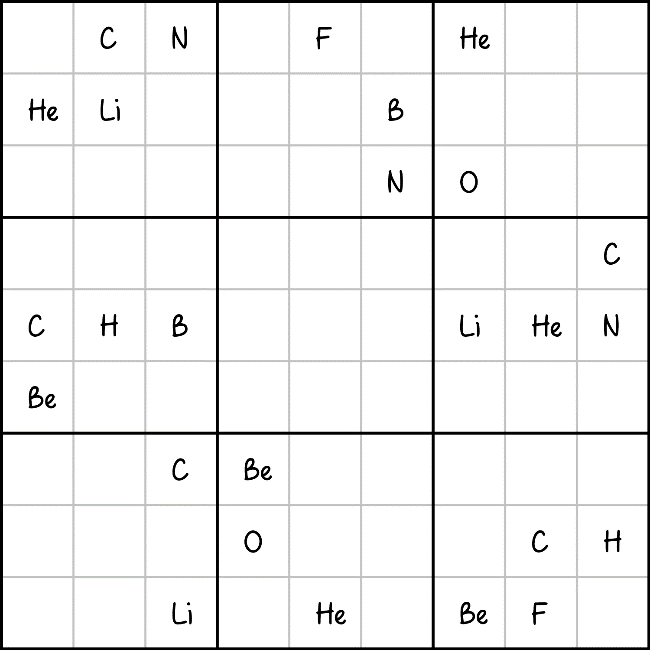 C N F He
He Li B
N O
C
C H B Li He N
Be
C Be
O C H
Li He Be F